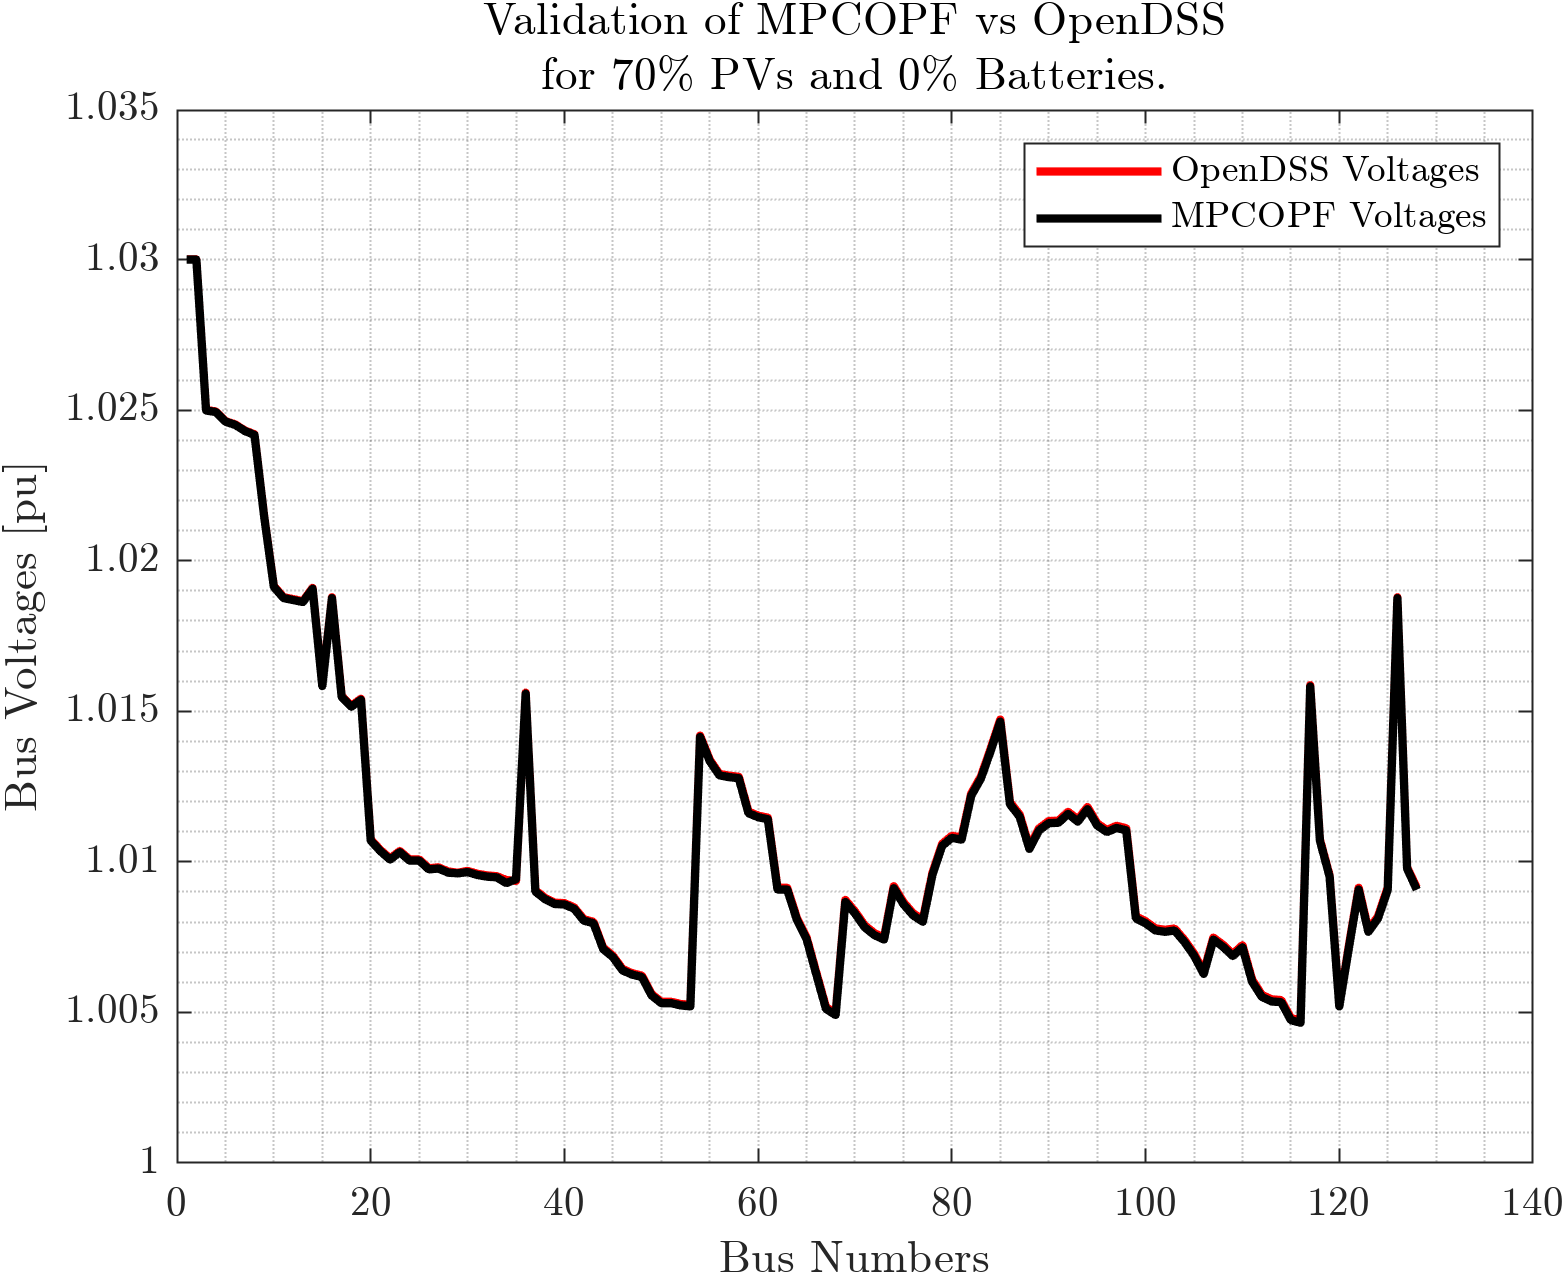 Validation of MPCOPF vs OpenDSS
for 70% PVs and 0% Batteries.
1.035
1.03
1.025
1.02
1.015
1.01
1.005
1
Bus Voltages [pu]
OpenDSS Voltages
MPCOPF Voltages
0 20 40 60 80 100 120 140
Bus Numbers